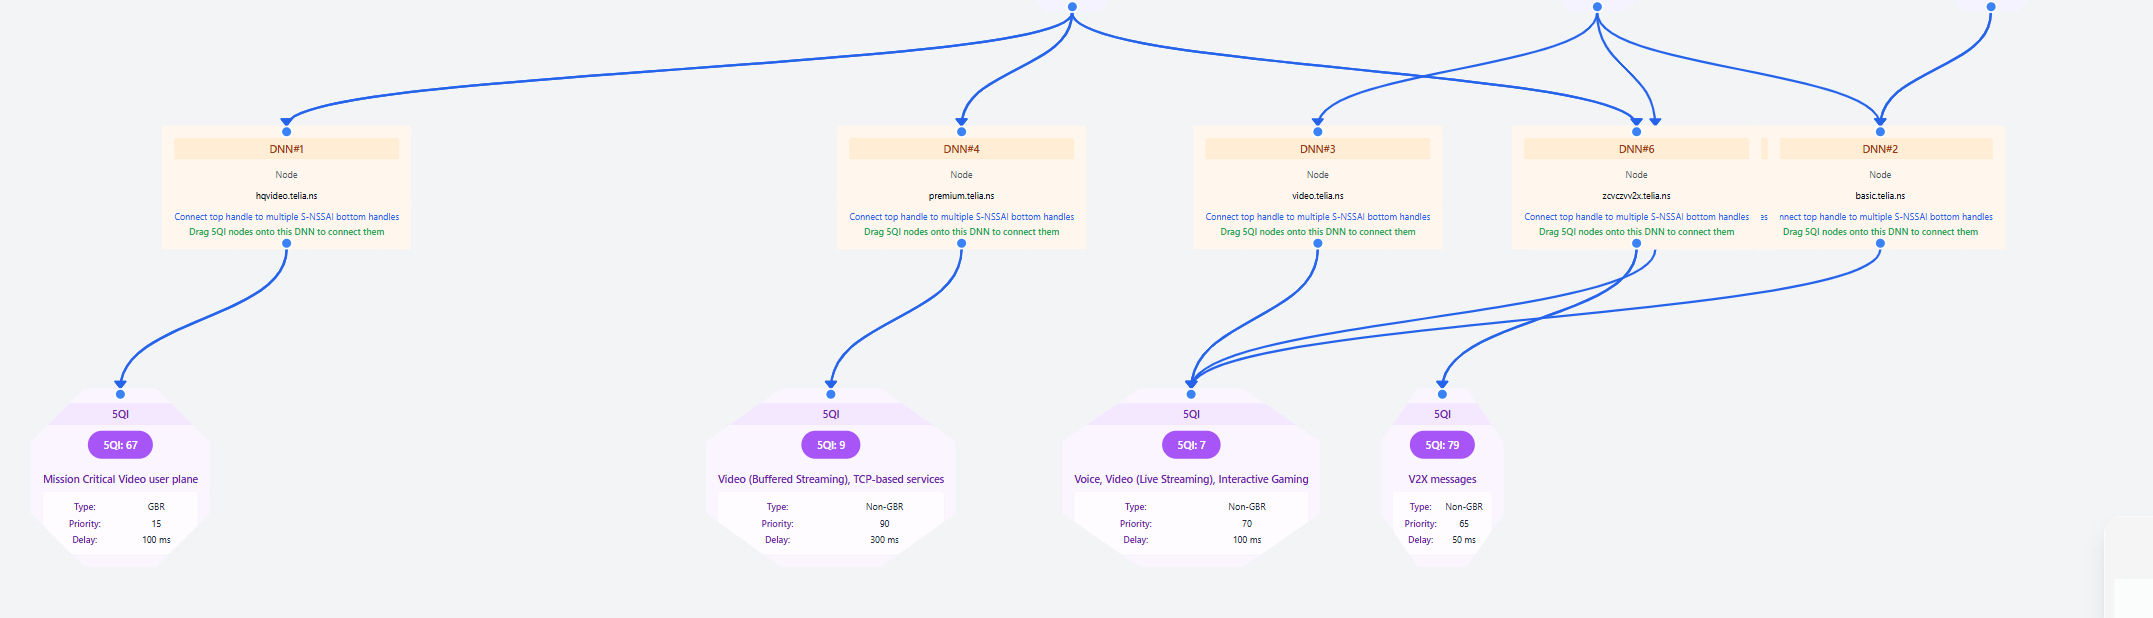 DNN#1
Node
hqvideo.telia.ns
Connect top handle to multiple S-NSSAI bottom handles
Drag 5QI nodes onto this DNN to connect them
DNN#4
Node
premium.telia.ns
Connect top handle to multiple S-NSSAI bottom handles
Drag 5QI nodes onto this DNN to connect them
DNN#3
Node
video.telia.ns
Connect top handle to multiple S-NSSAI bottom handles
Drag 5QI nodes onto this DNN to connect them
DNN#6
Node
zcvczvv2x.telia.ns
Connect top handle to multiple S-NSSAI bottom handles
Drag 5QI nodes onto this DNN to connect them
es
DNN#2
Node
basic.telia.ns
nnect top handle to multiple S-NSSAI bottom handles
Drag 5QI nodes onto this DNN to connect them
5QI
5QI: 67
Mission Critical Video user plane
Type: GBR
Priority: 15
Delay: 100 ms
5QI
5QI: 9
Video (Buffered Streaming), TCP-based services
Type: Non-GBR
Priority: 90
Delay: 300 ms
5QI
5QI: 7
Voice, Video (Live Streaming), Interactive Gaming
Type: Non-GBR
Priority: 70
Delay: 100 ms
5QI
5QI: 79
V2X messages
Type: Non-GBR
Priority: 65
Delay: 50 ms